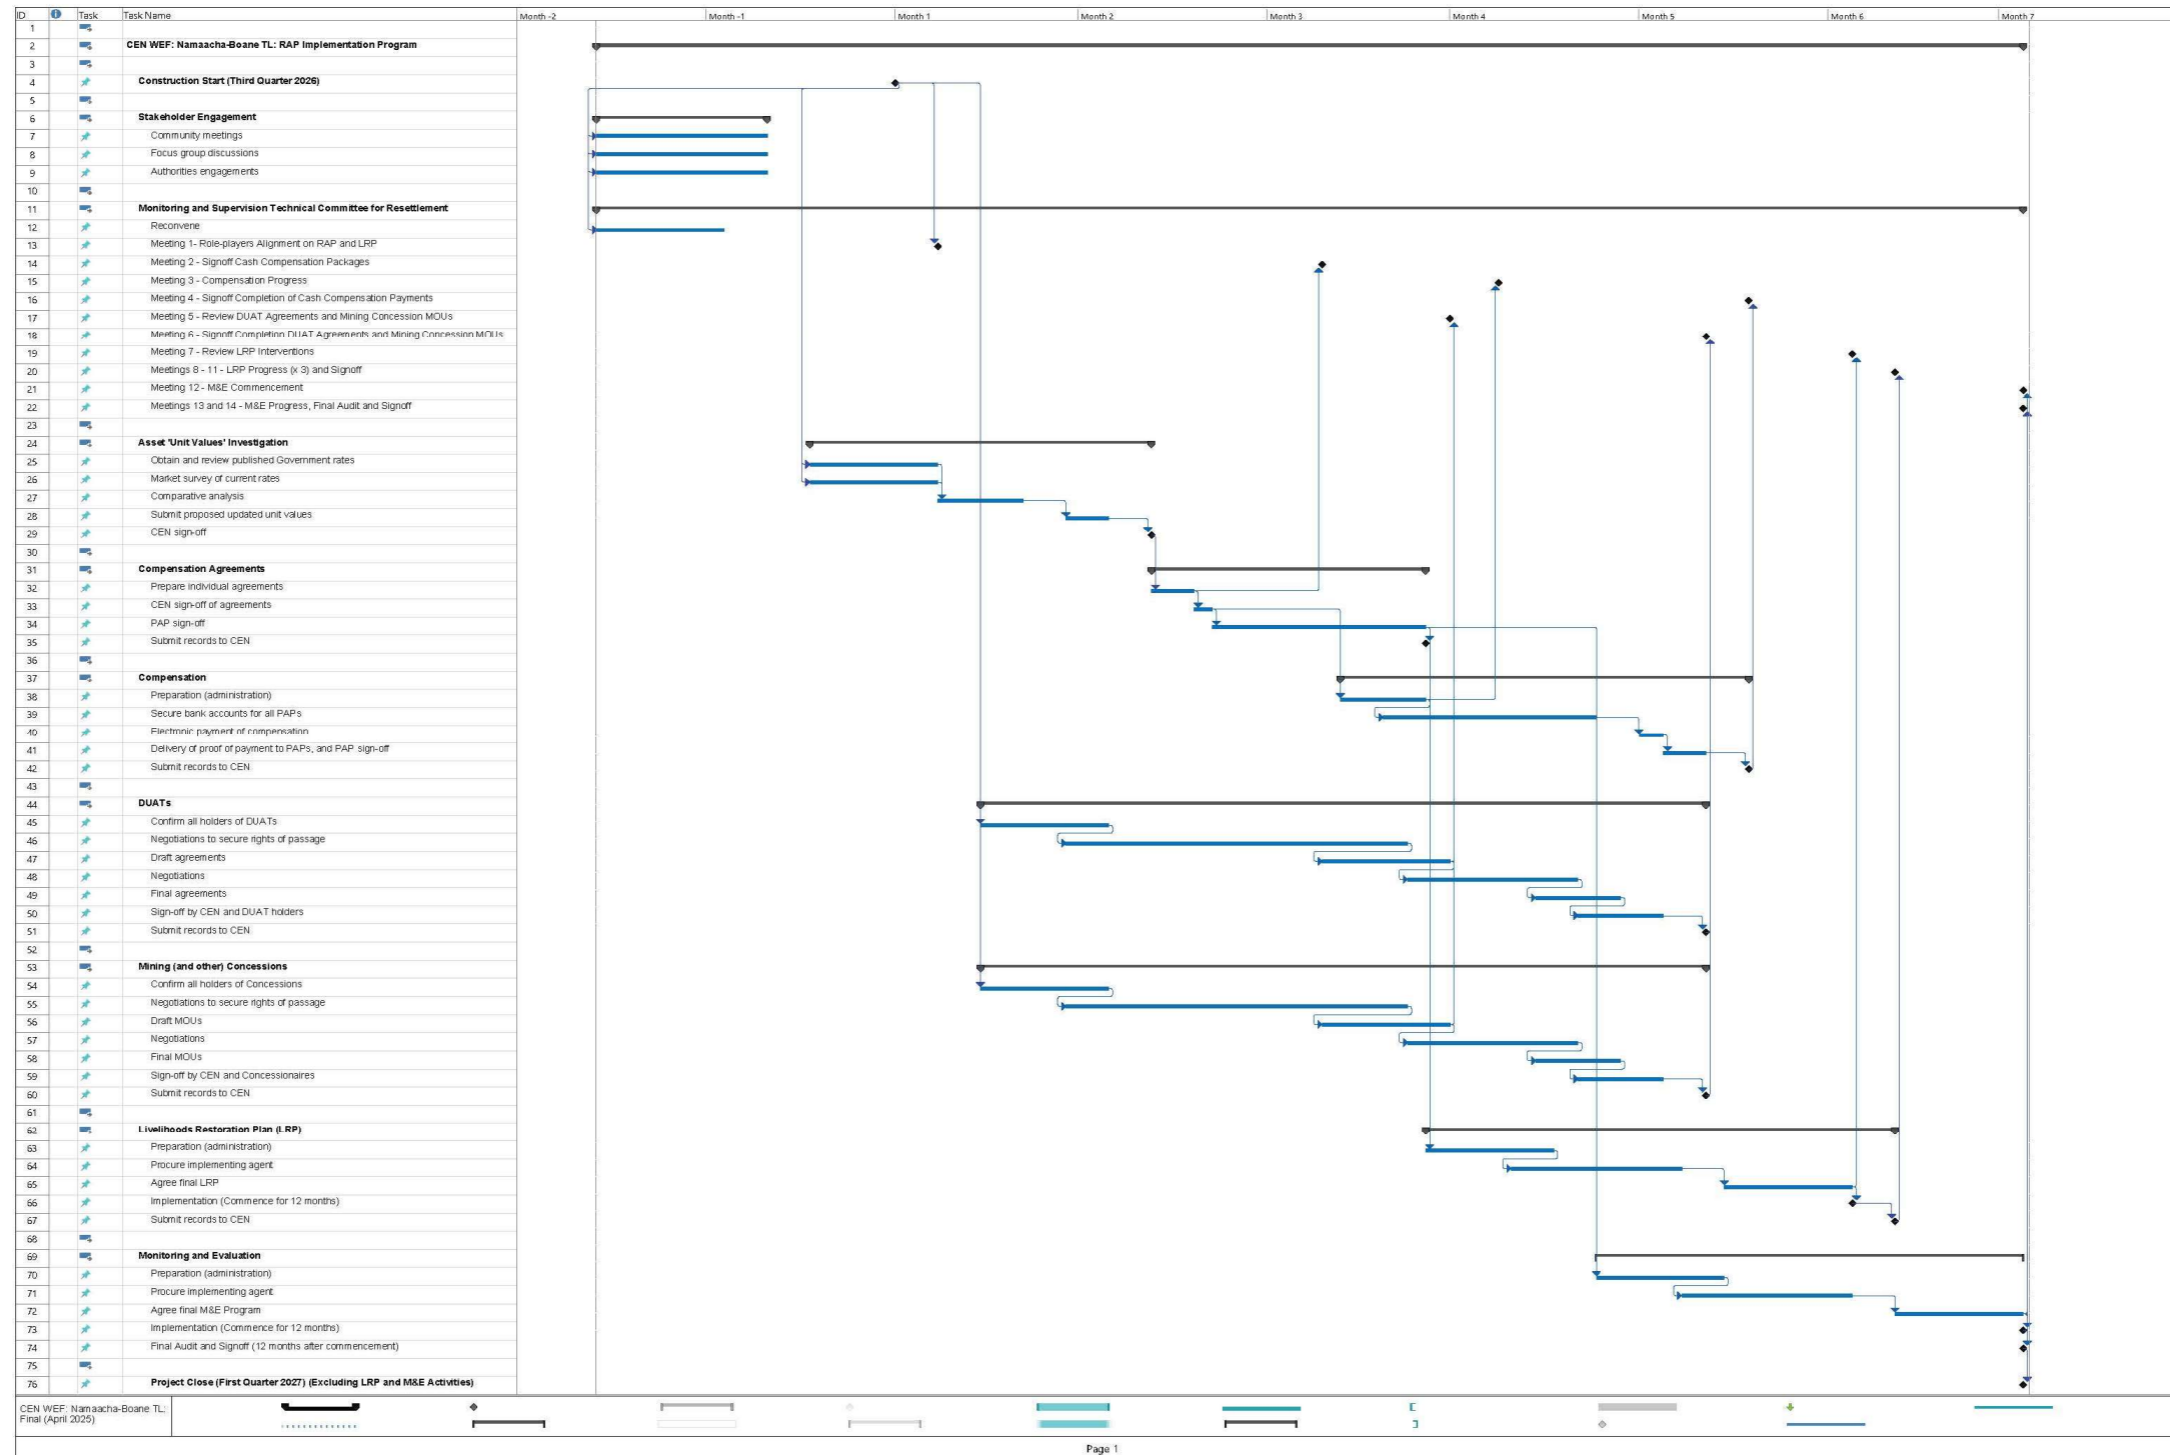 ID Task Task Name Month -2 Month -1 Month 1 Month 2 Month 3 Month 4 Month 5 Month 6 Month 7
1
2 CEN WEF: Namaacha-Boane TL: RAP Implementation Program
3
4 Construction Start (Third Quarter 2026)
5
6 Stakeholder Engagement
7 Community meetings
8 Focus group discussions
9 Authorities engagements
10
11 Monitoring and Supervision Technical Committee for Resettlement
12 Reconvene
13 Meeting 1- Role-players Alignment on RAP and LRP
14 Meeting 2 - Signoff Cash Compensation Packages
15 Meeting 3 - Compensation Progress
16 Meeting 4 - Signoff Completion of Cash Compensation Payments
17 Meeting 5 - Review DUAT Agreements and Mining Concession MOUs
18 Meeting 6 - Signoff Completion DUAT Agreements and Mining Concession MOUs
19 Meeting 7 - Review LRP Interventions
20 Meetings 8 - 11 - LRP Progress (x 3) and Signoff
21 Meeting 12 - M&E Commencement
22 Meetings 13 and 14 - M&E Progress, Final Audit and Signoff
23
24 Asset 'Unit Values' Investigation
25 Obtain and review published Government rates
26 Market survey of current rates
27 Comparative analysis
28 Submit proposed updated unit values
29 CEN sign-off
30
31 Compensation Agreements
32 Prepare individual agreements
33 CEN sign-off of agreements
34 PAP sign-off
35 Submit records to CEN
36
37 Compensation
38 Preparation (administration)
39 Secure bank accounts for all PAPs
40 Electronic payment of compensation
41 Delivery of proof of payment to PAPs, and PAP sign-off
42 Submit records to CEN
43
44 DUATs
45 Confirm all holders of DUATs
46 Negotiations to secure rights of passage
47 Draft agreements
48 Negotiations
49 Final agreements
50 Sign-off by CEN and DUAT holders
51 Submit records to CEN
52
53 Mining (and other) Concessions
54 Confirm all holders of Concessions
55 Negotiations to secure rights of passage
56 Draft MOUs
57 Negotiations
58 Final MOUs
59 Sign-off by CEN and Concessionaires
60 Submit records to CEN
61
62 Livelihoods Restoration Plan (LRP)
63 Preparation (administration)
64 Procure implementing agent
65 Agree final LRP
66 Implementation (Commence for 12 months)
67 Submit records to CEN
68
69 Monitoring and Evaluation
70 Preparation (administration)
71 Procure implementing agent
72 Agree final M&E Program
73 Implementation (Commence for 12 months)
74 Final Audit and Signoff (12 months after commencement)
75
76 Project Close (First Quarter 2027) (Excluding LRP and M&E Activities)
CEN WEF: Namaacha-Boane TL:
Final (April 2025)
Page 1